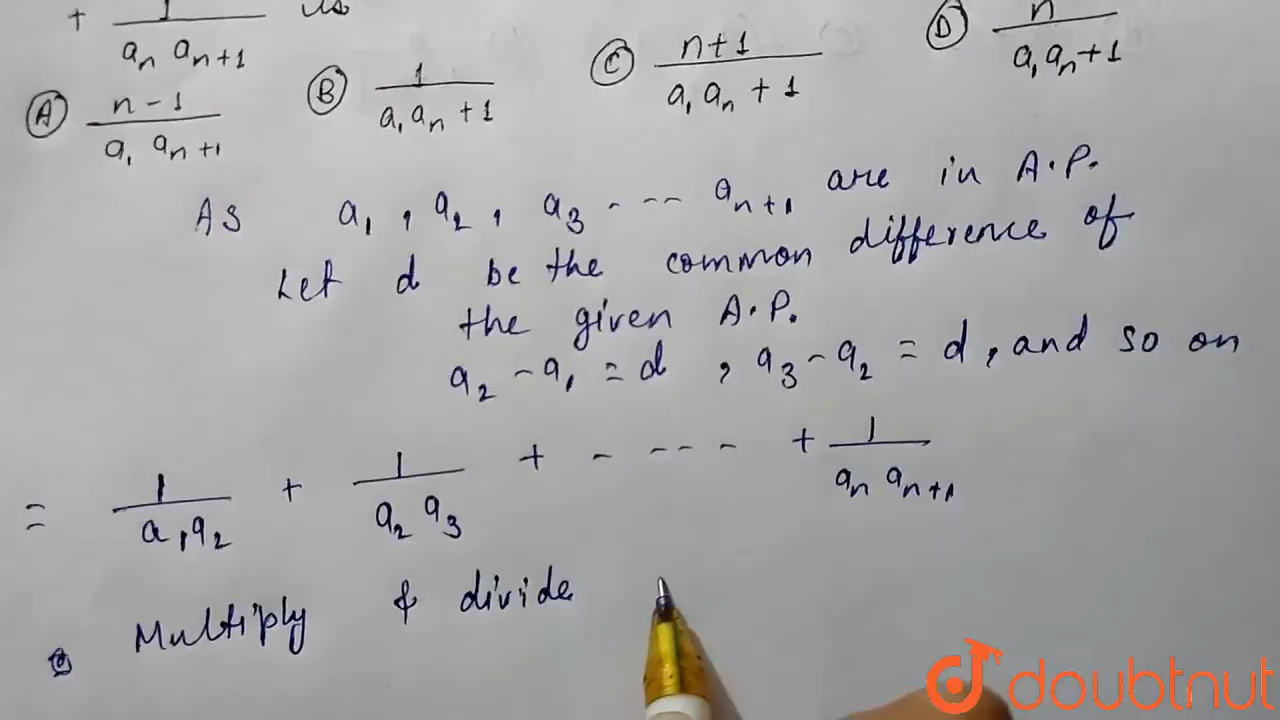 + 1/(aₙ aₙ₊₁) is
Ⓐ (n-1)/(a₁ aₙ₊₁) Ⓑ 1/(a₁ aₙ + 1) Ⓒ (n+1)/(a₁ aₙ + 1) Ⓓ n/(a₁ aₙ + 1)
As a₁, a₂, a₃ ---- aₙ₊₁ are in A.P.
Let d be the common difference of
the given A.P.
a₂ - a₁ = d, a₃ - a₂ = d, and so on
= 1/(a₁a₂) + 1/(a₂ a₃) + - --- + 1/(aₙ aₙ₊₁)
Multiply & divide
doubtnut